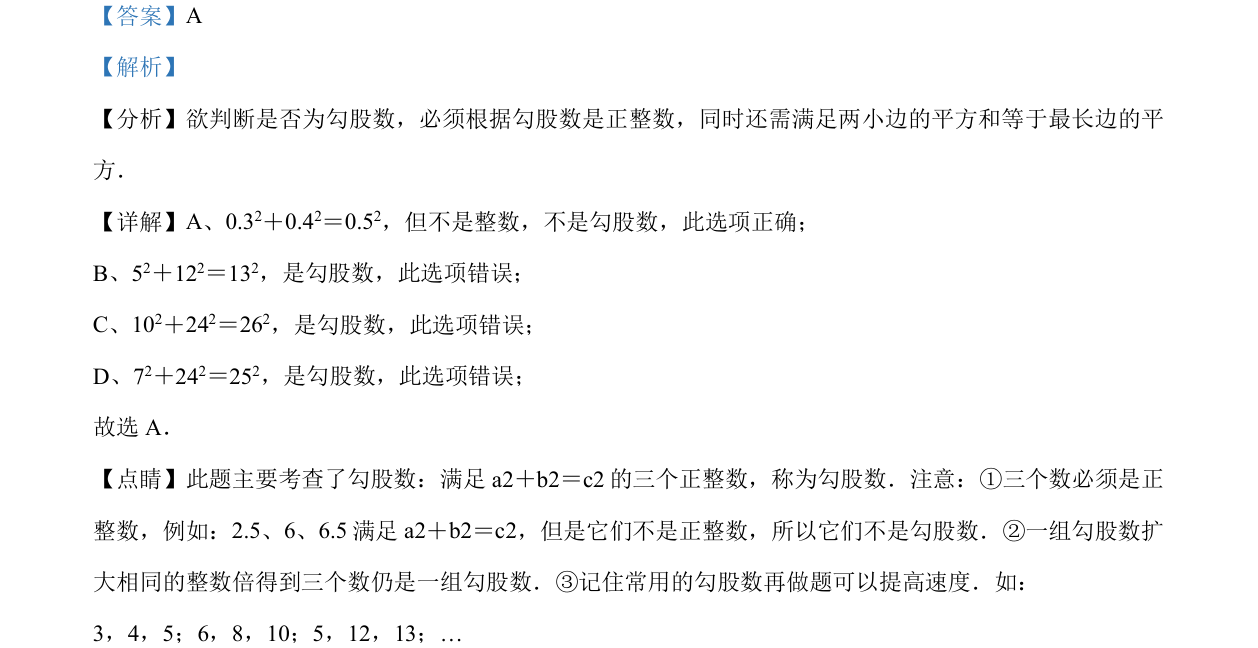 【答案】A
【解析】
【分析】欲判断是否为勾股数，必须根据勾股数是正整数，同时还需满足两小边的平方和等于最长边的平
方．
【详解】A、0.3²＋0.4²＝0.5²，但不是整数，不是勾股数，此选项正确；
B、5²＋12²＝13²，是勾股数，此选项错误；
C、10²＋24²＝26²，是勾股数，此选项错误；
D、7²＋24²＝25²，是勾股数，此选项错误；
故选 A．
【点睛】此题主要考查了勾股数：满足 a2＋b2＝c2 的三个正整数，称为勾股数．注意：①三个数必须是正
整数，例如：2.5、6、6.5 满足 a2＋b2＝c2，但是它们不是正整数，所以它们不是勾股数．②一组勾股数扩
大相同的整数倍得到三个数仍是一组勾股数．③记住常用的勾股数再做题可以提高速度．如：
3，4，5；6，8，10；5，12，13；…